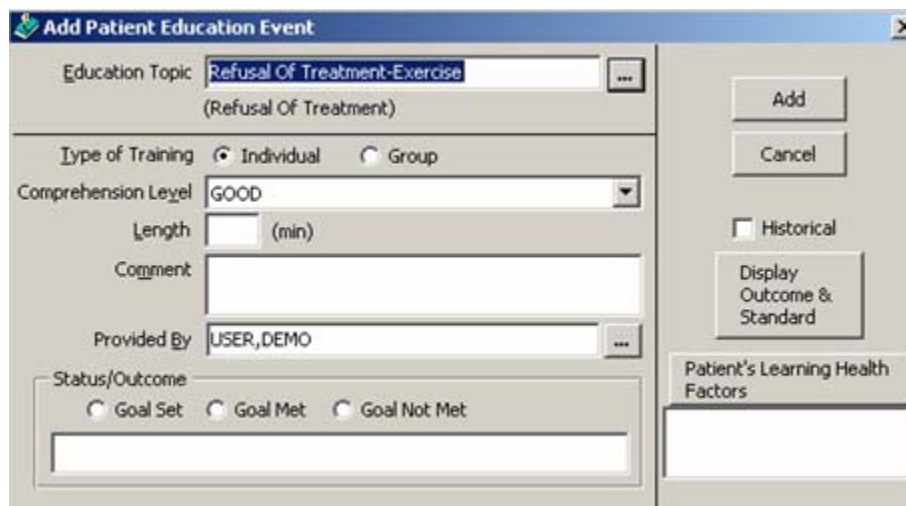 Add Patient Education Event
Education Topic Refusal Of Treatment-Exercise ...
(Refusal Of Treatment)
Type of Training Individual Group
Comprehension Level GOOD
Length (min)
Comment
Provided By USER,DEMO ...
Status/Outcome
Goal Set Goal Met Goal Not Met
Add
Cancel
Historical
Display
Outcome &
Standard
Patient's Learning Health
Factors